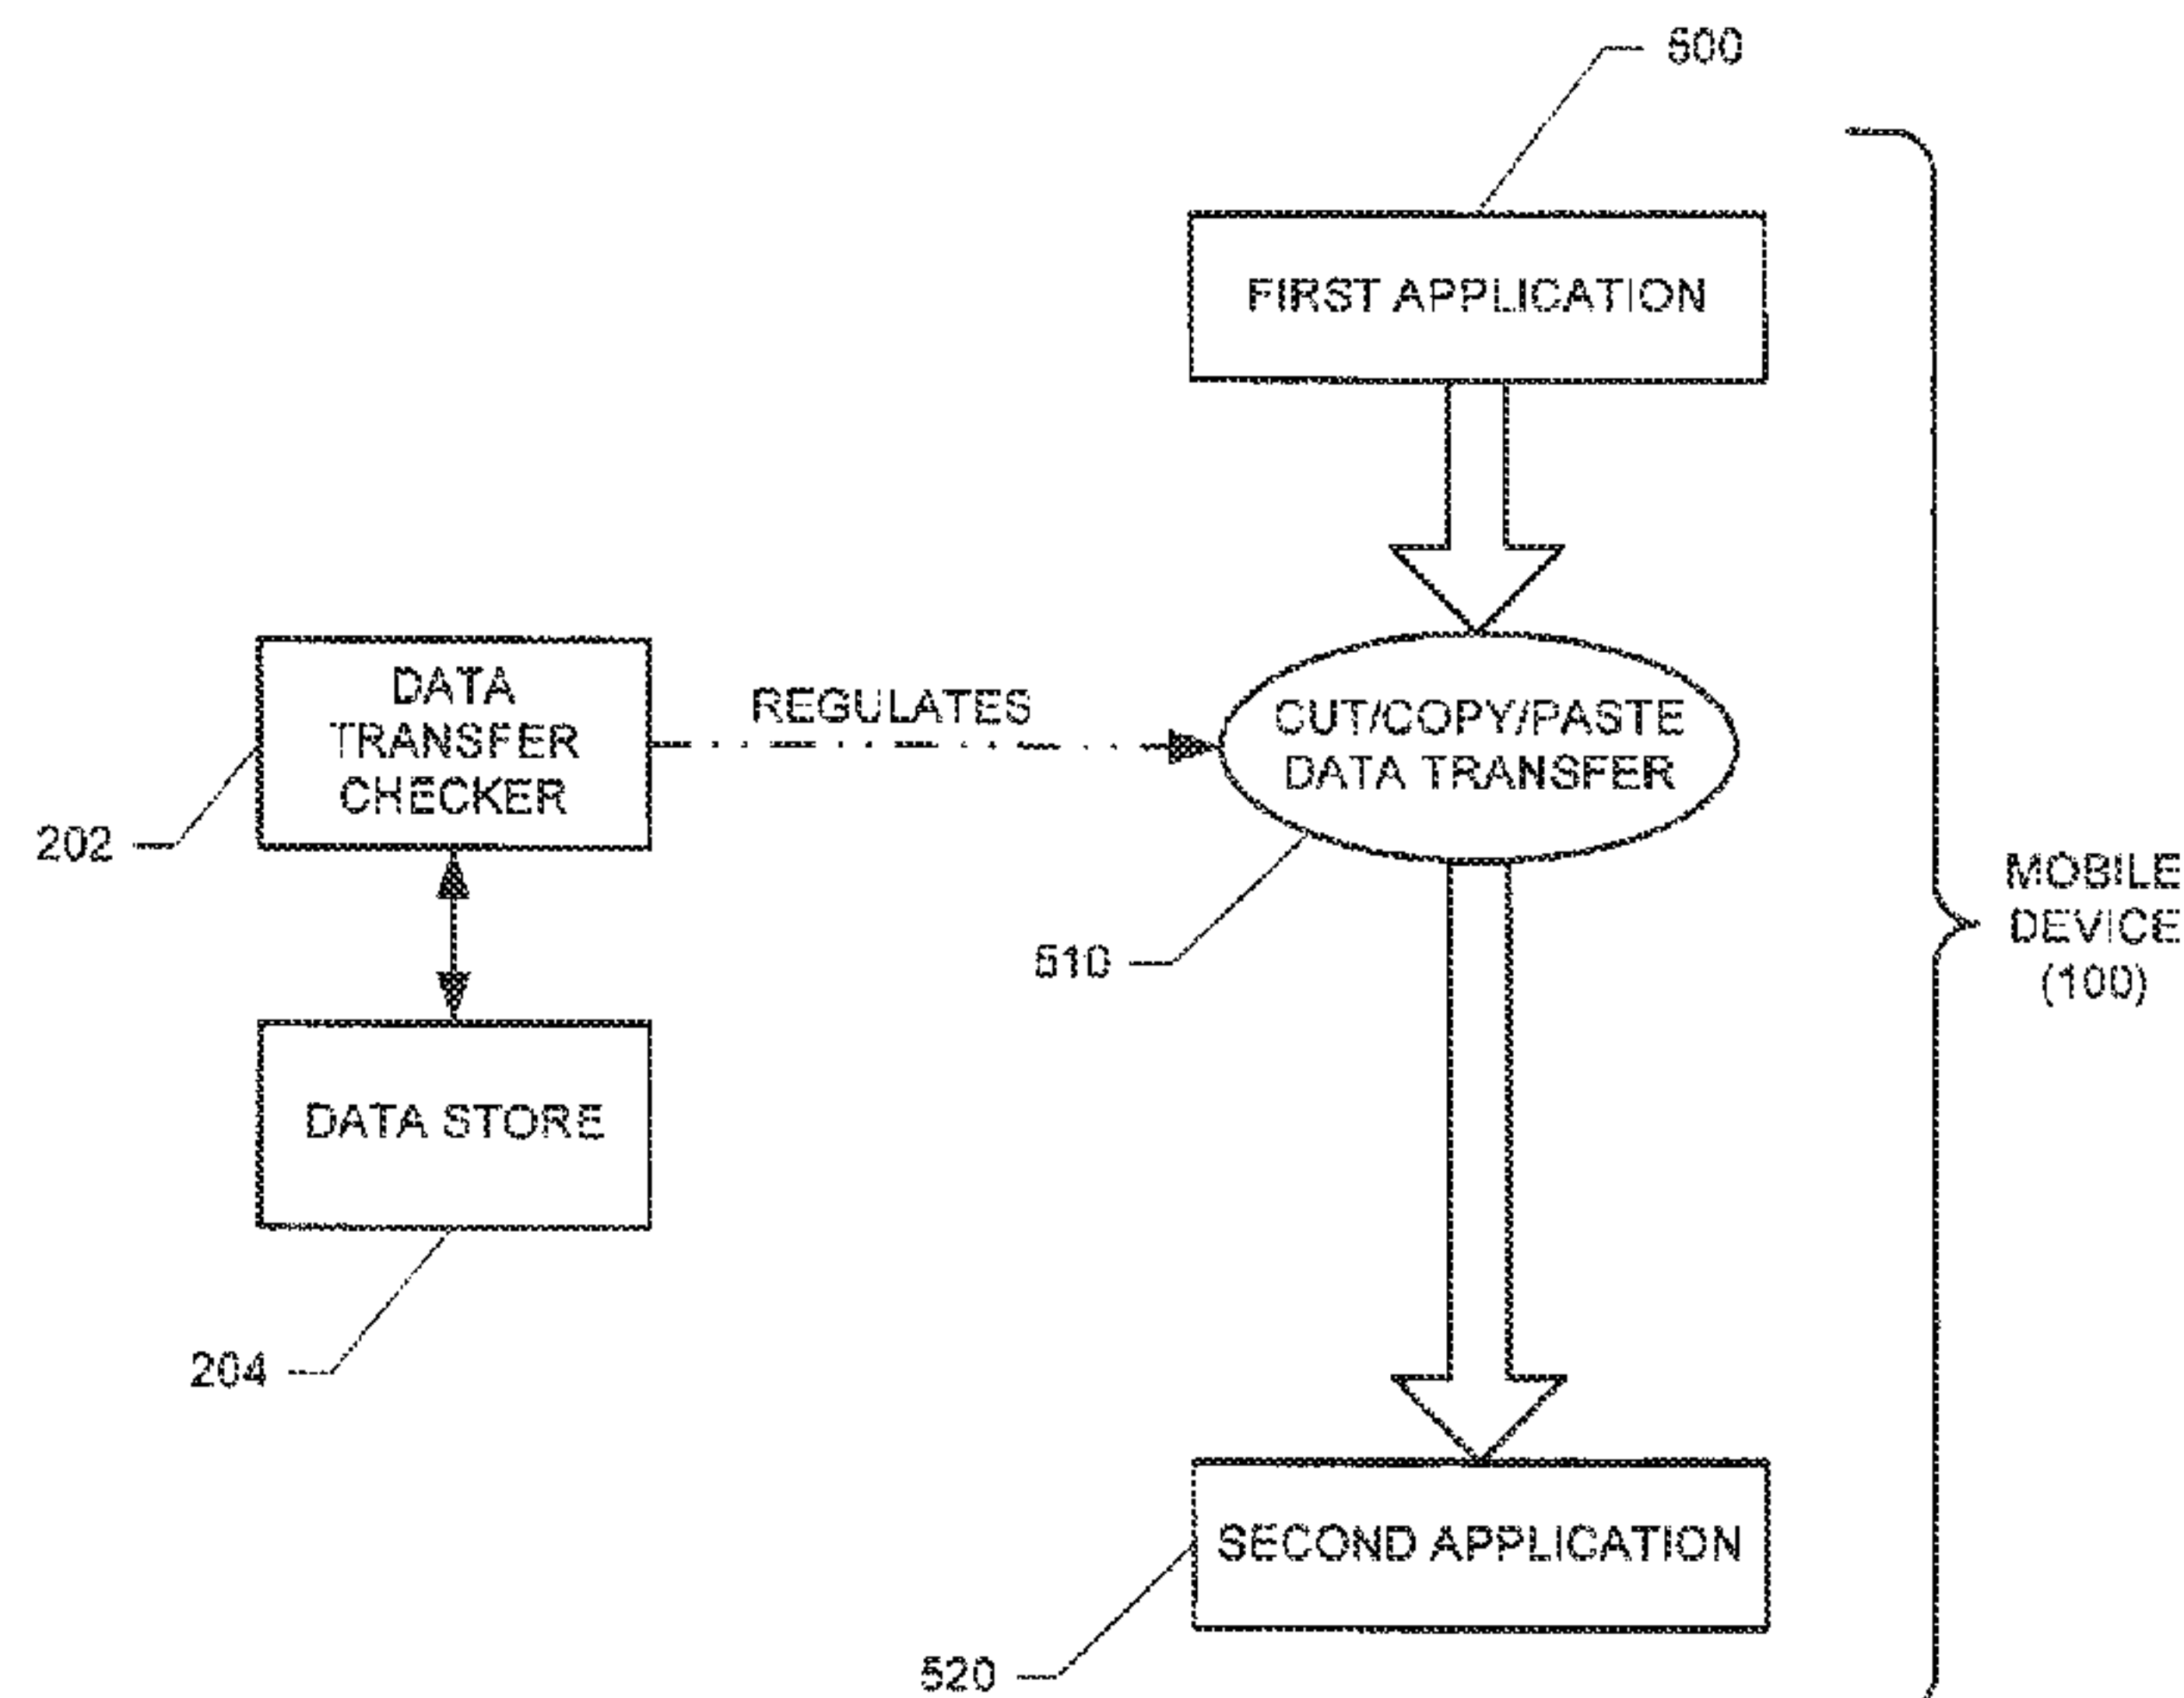 500
FIRST APPLICATION
DATA
TRANSFER
CHECKER
REGULATES
CUT/COPY/PASTE
DATA TRANSFER
202
510
MOBILE
DEVICE
(100)
DATA STORE
204
SECOND APPLICATION
520